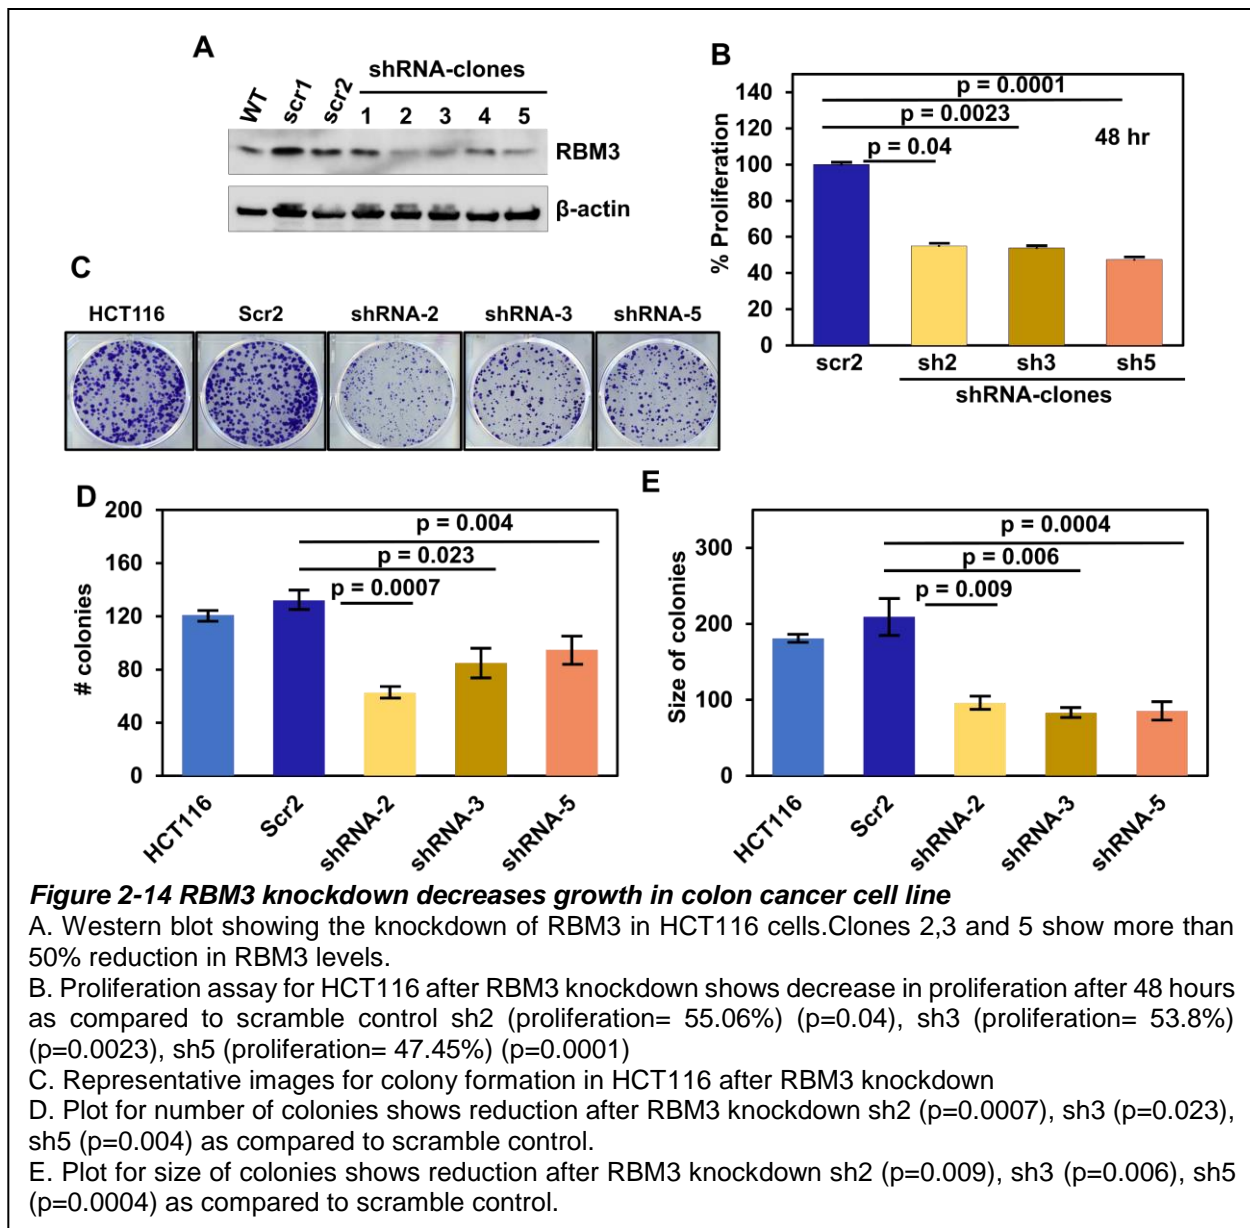 A
shRNA-clones
WT scr1 scr2 1 2 3 4 5
RBM3
β-actin
B
% Proliferation
140
120
100
80
60
40
20
0
p = 0.0001
p = 0.0023
p = 0.04
48 hr
scr2 sh2 sh3 sh5
shRNA-clones
C
HCT116 Scr2 shRNA-2 shRNA-3 shRNA-5
D
# colonies
200
160
120
80
40
0
p = 0.004
p = 0.023
p = 0.0007
HCT116 Scr2 shRNA-2 shRNA-3 shRNA-5
E
Size of colonies
300
200
100
0
p = 0.0004
p = 0.006
p = 0.009
HCT116 Scr2 shRNA-2 shRNA-3 shRNA-5
Figure 2-14 RBM3 knockdown decreases growth in colon cancer cell line
A. Western blot showing the knockdown of RBM3 in HCT116 cells.Clones 2,3 and 5 show more than
50% reduction in RBM3 levels.
B. Proliferation assay for HCT116 after RBM3 knockdown shows decrease in proliferation after 48 hours
as compared to scramble control sh2 (proliferation= 55.06%) (p=0.04), sh3 (proliferation= 53.8%)
(p=0.0023), sh5 (proliferation= 47.45%) (p=0.0001)
C. Representative images for colony formation in HCT116 after RBM3 knockdown
D. Plot for number of colonies shows reduction after RBM3 knockdown sh2 (p=0.0007), sh3 (p=0.023),
sh5 (p=0.004) as compared to scramble control.
E. Plot for size of colonies shows reduction after RBM3 knockdown sh2 (p=0.009), sh3 (p=0.006), sh5
(p=0.0004) as compared to scramble control.